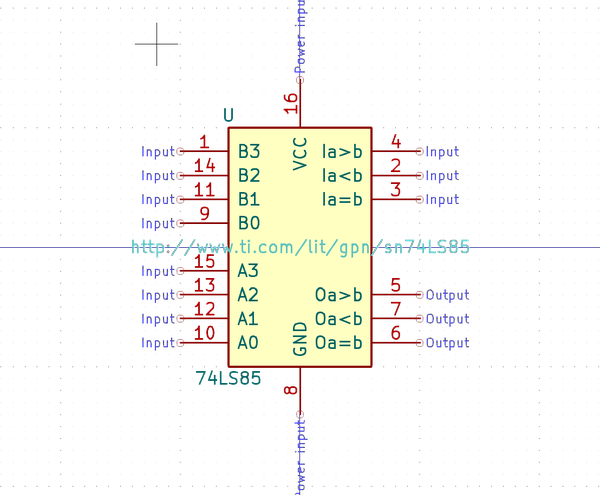 Power input
16
U
VCC
Input 1 B3 Ia>b 4 Input
Input 14 B2 Ia<b 2 Input
Input 11 B1 Ia=b 3 Input
Input 9 B0
http://www.ti.com/lit/gpn/sn74LS85
Input 15 A3
Input 13 A2 Oa>b 5 Output
Input 12 A1 Oa<b 7 Output
Input 10 A0 Oa=b 6 Output
GND
74LS85
8
Power input